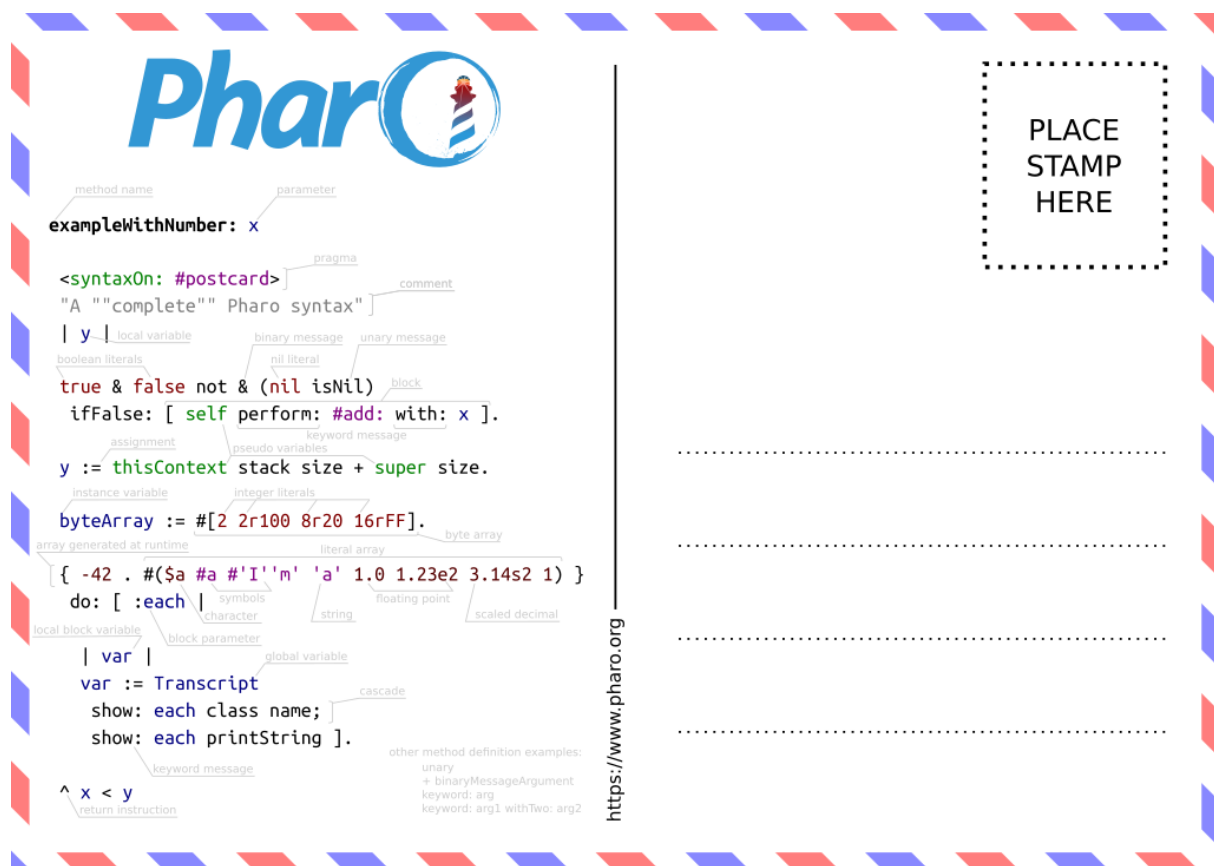 Pharo
method name
parameter
exampleWithNumber: x
pragma
<syntaxOn: #postcard>
comment
"A ""complete"" Pharo syntax"
| y |
local variable
binary message
unary message
boolean literals
nil literal
true & false not & (nil isNil)
block
ifFalse: [ self perform: #add: with: x ].
keyword message
assignment
pseudo variables
y := thisContext stack size + super size.
instance variable
integer literals
byteArray := #[2 2r100 8r20 16rFF].
byte array
array generated at runtime
literal array
{ -42 . #($a #a #'I''m' 'a' 1.0 1.23e2 3.14s2 1) }
symbols
floating point
do: [ :each |
character
string
scaled decimal
local block variable
block parameter
| var |
global variable
var := Transcript
cascade
show: each class name;
show: each printString ].
keyword message
^ x < y
return instruction
other method definition examples:
unary
+ binaryMessageArgument
keyword: arg
keyword: arg1 withTwo: arg2
https://www.pharo.org
PLACE
STAMP
HERE